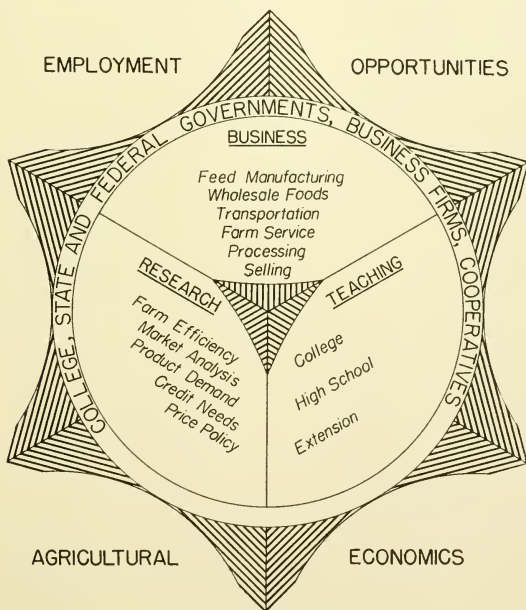 EMPLOYMENT OPPORTUNITIES
COLLEGE, STATE AND FEDERAL GOVERNMENTS, BUSINESS FIRMS, COOPERATIVES
BUSINESS
Feed Manufacturing
Wholesale Foods
Transportation
Farm Service
Processing
Selling
RESEARCH
Farm Efficiency
Market Analysis
Product Demand
Credit Needs
Price Policy
TEACHING
College
High School
Extension
AGRICULTURAL ECONOMICS